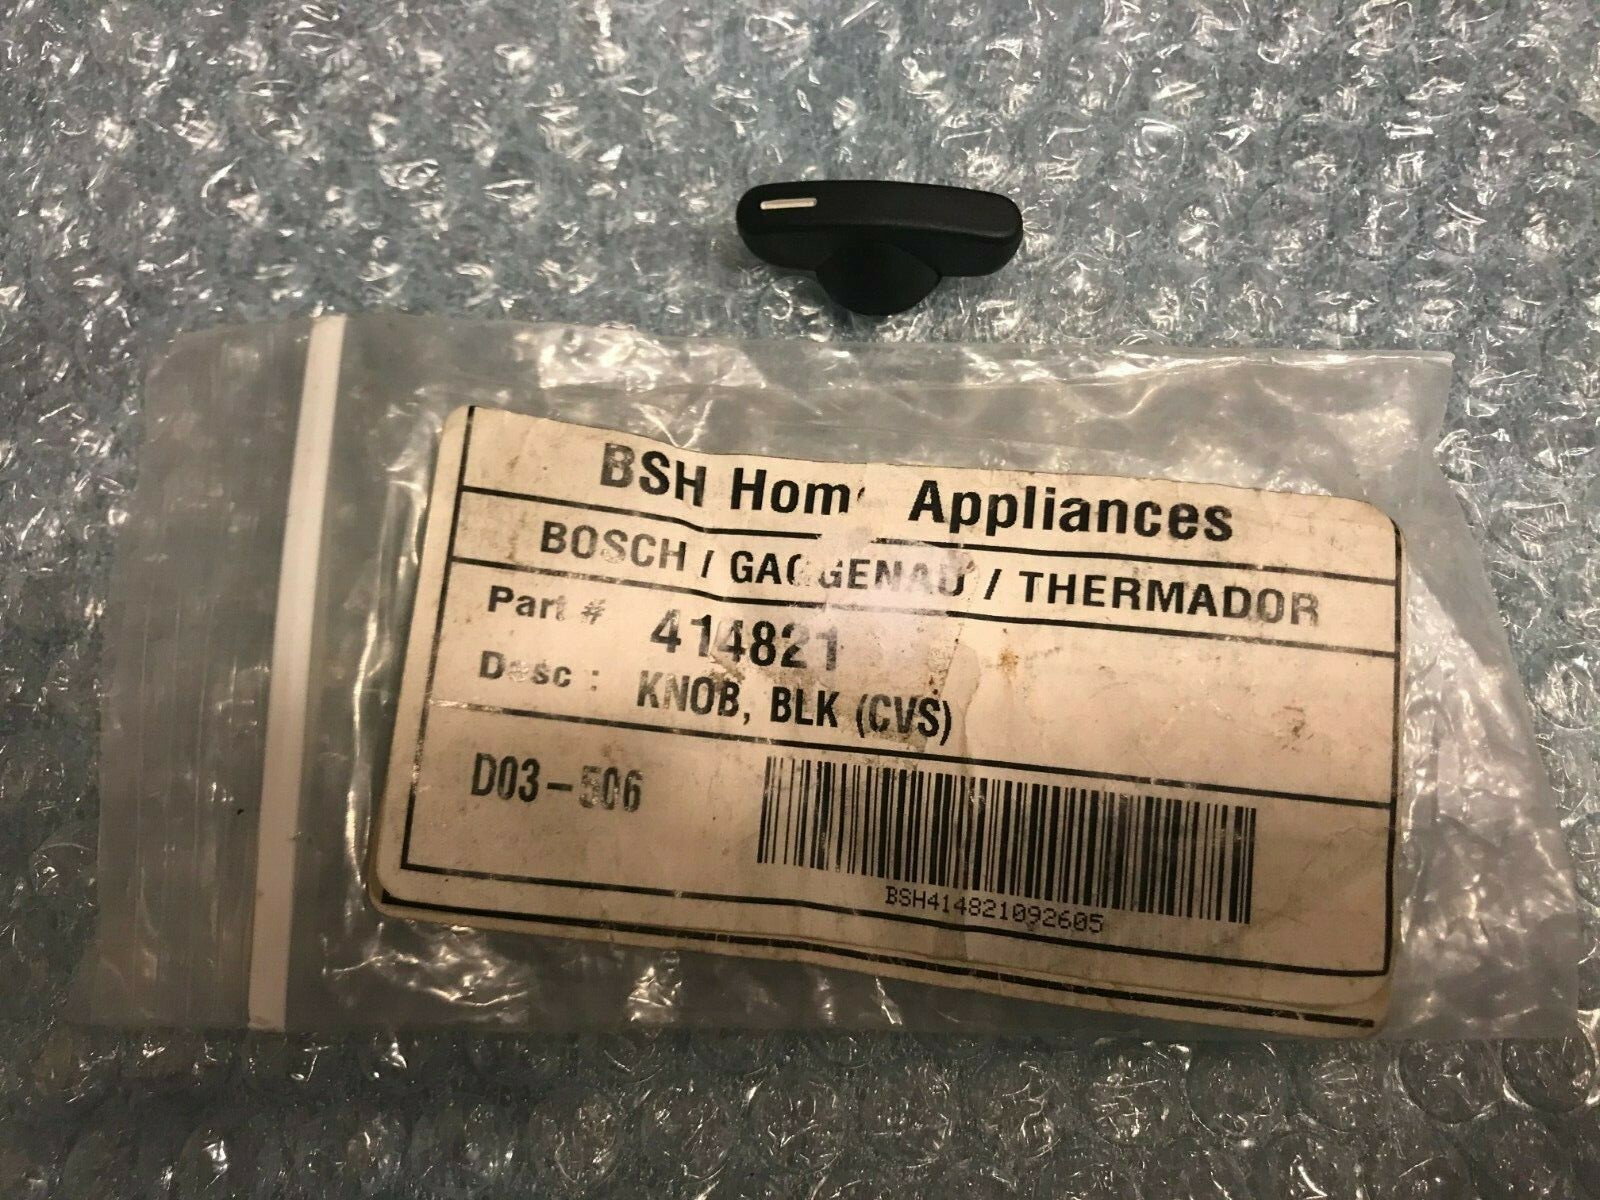 BSH Home Appliances
BOSCH / GAGGENAU / THERMADOR
Part # 414821
Desc : KNOB, BLK (CVS)
D03-506
BSH414821092605